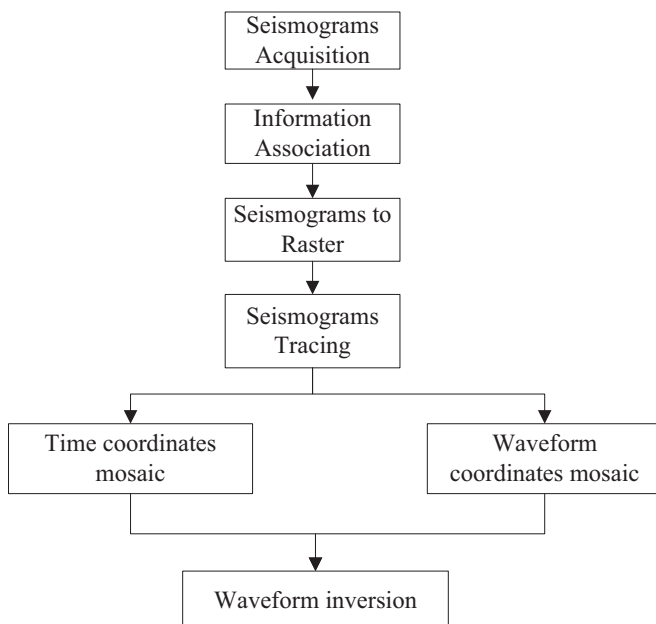 Seismograms
Acquisition
Information
Association
Seismograms to
Raster
Seismograms
Tracing
Time coordinates
mosaic
Waveform
coordinates mosaic
Waveform inversion